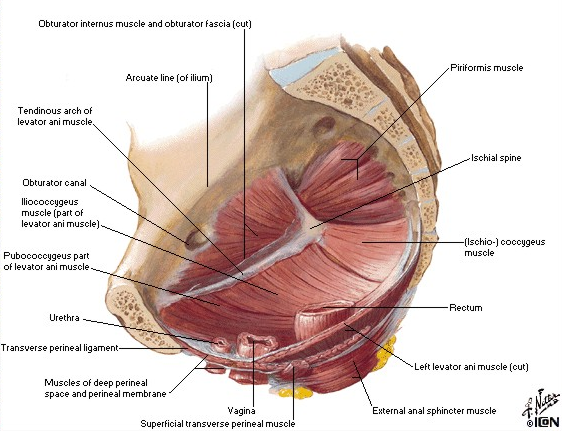 Obturator internus muscle and obturator fascia (cut)
Arcuate line (of ilium)
Piriformis muscle
Tendinous arch of
levator ani muscle
Ischial spine
Obturator canal
Iliococcygeus
muscle (part of
levator ani muscle)
(Ischio-) coccygeus
muscle
Pubococcygeus part
of levator ani muscle
Rectum
Urethra
Transverse perineal ligament
Left levator ani muscle (cut)
Muscles of deep perineal
space and perineal membrane
Vagina
Superficial transverse perineal muscle
External anal sphincter muscle
©ICON